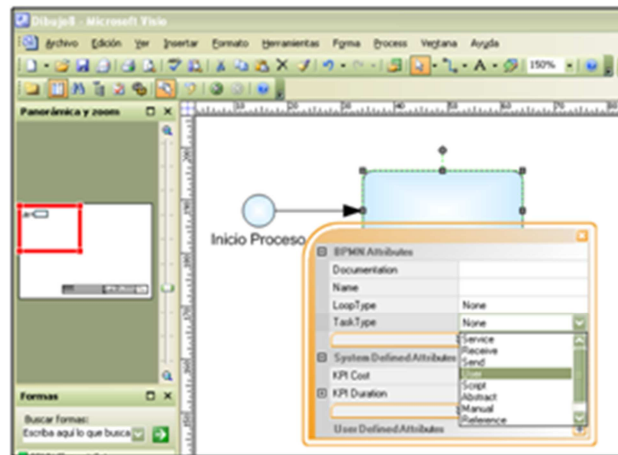 Dibujo8 - Microsoft Visio
Archivo Edición Ver Insertar Formato Herramientas Forma Process Ventana Ayuda
150%
Panorámica y zoom
Inicio Proceso
BPMN Attributes
Documentation
Name
LoopType None
TaskType None
Service
Receive
Send
User
Script
Abstract
Manual
Reference
System Defined Attributes
KPI Cost
KPI Duration
User Defined Attributes
Formas
Buscar formas:
Escriba aquí lo que busca